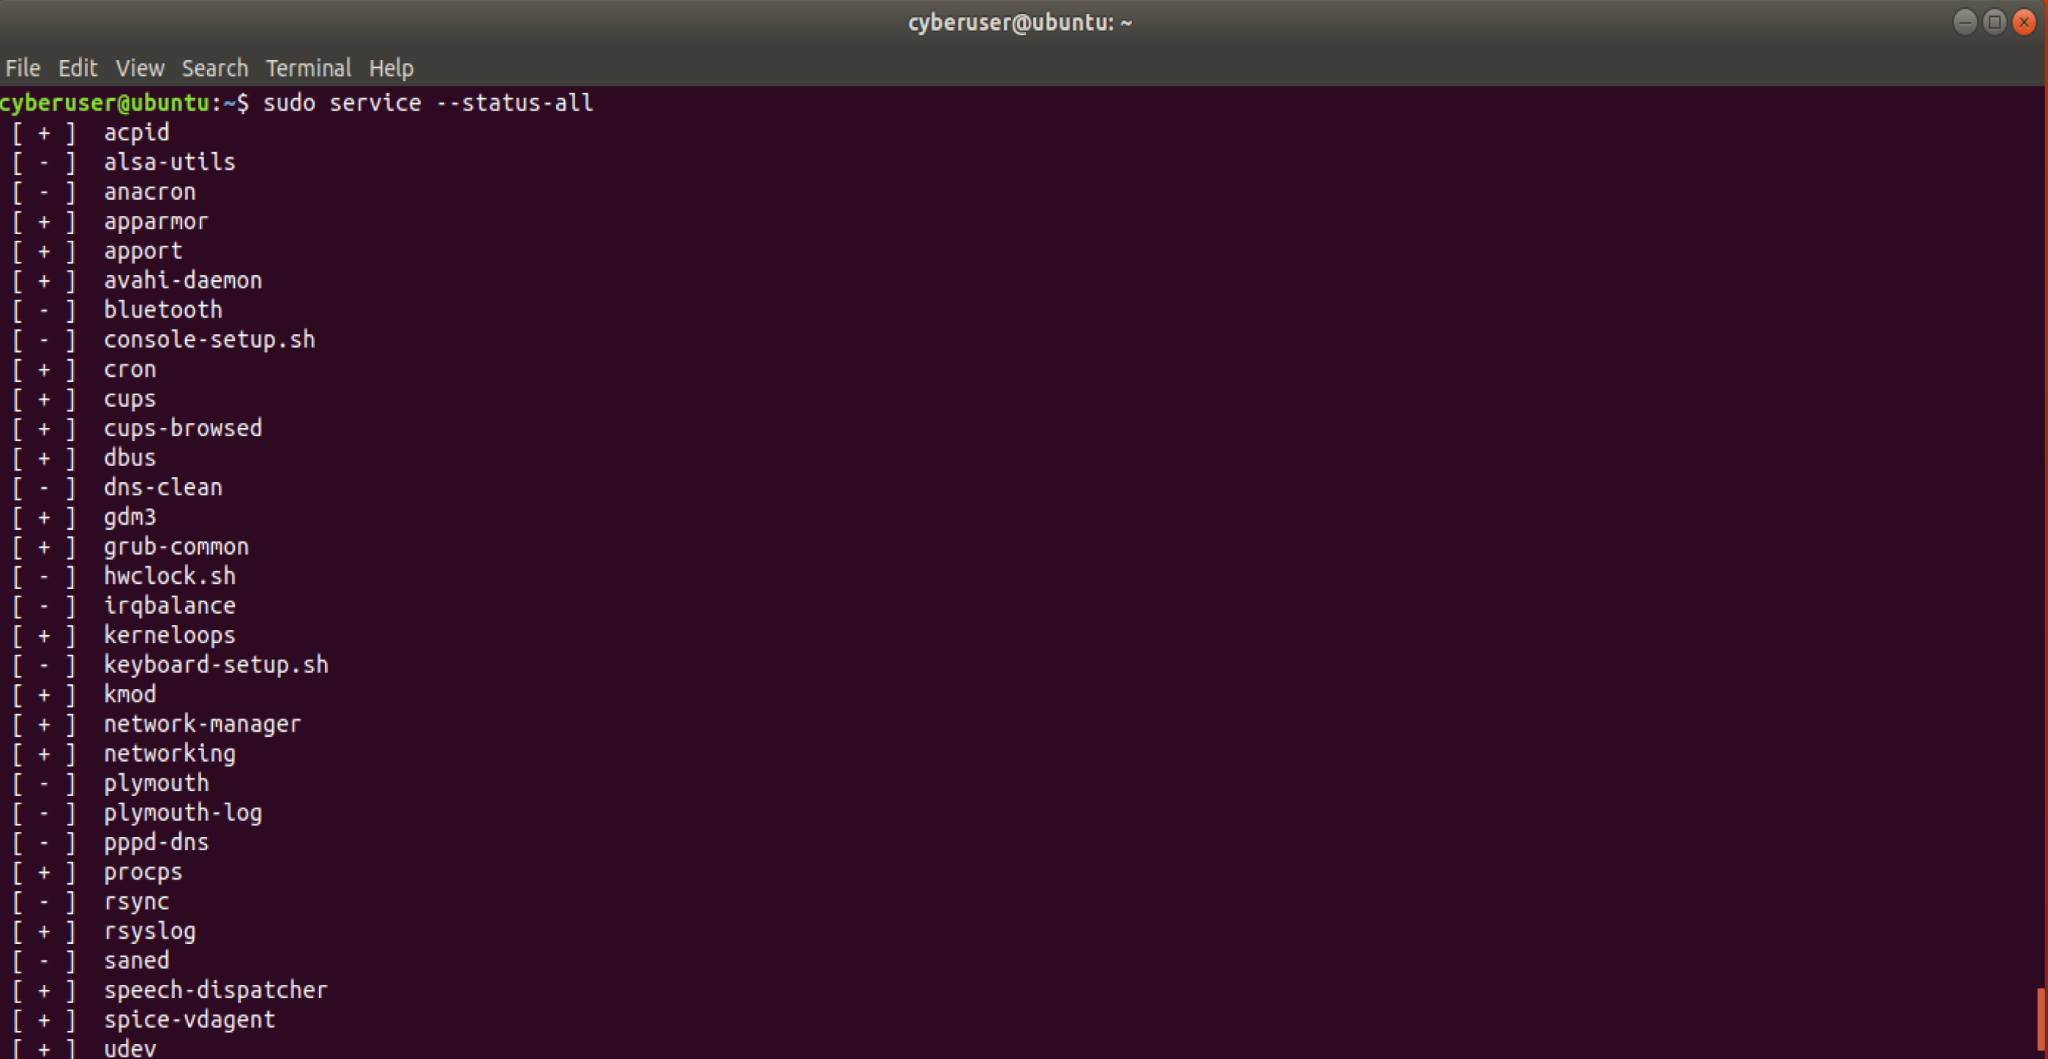 cyberuser@ubuntu: ~
File Edit View Search Terminal Help
cyberuser@ubuntu:~$ sudo service --status-all
[ + ]  acpid
[ - ]  alsa-utils
[ - ]  anacron
[ + ]  apparmor
[ + ]  apport
[ + ]  avahi-daemon
[ - ]  bluetooth
[ - ]  console-setup.sh
[ + ]  cron
[ + ]  cups
[ + ]  cups-browsed
[ + ]  dbus
[ - ]  dns-clean
[ + ]  gdm3
[ + ]  grub-common
[ - ]  hwclock.sh
[ - ]  irqbalance
[ + ]  kerneloops
[ - ]  keyboard-setup.sh
[ + ]  kmod
[ + ]  network-manager
[ + ]  networking
[ - ]  plymouth
[ - ]  plymouth-log
[ - ]  pppd-dns
[ + ]  procps
[ - ]  rsync
[ + ]  rsyslog
[ - ]  saned
[ + ]  speech-dispatcher
[ + ]  spice-vdagent
[ + ]  udev